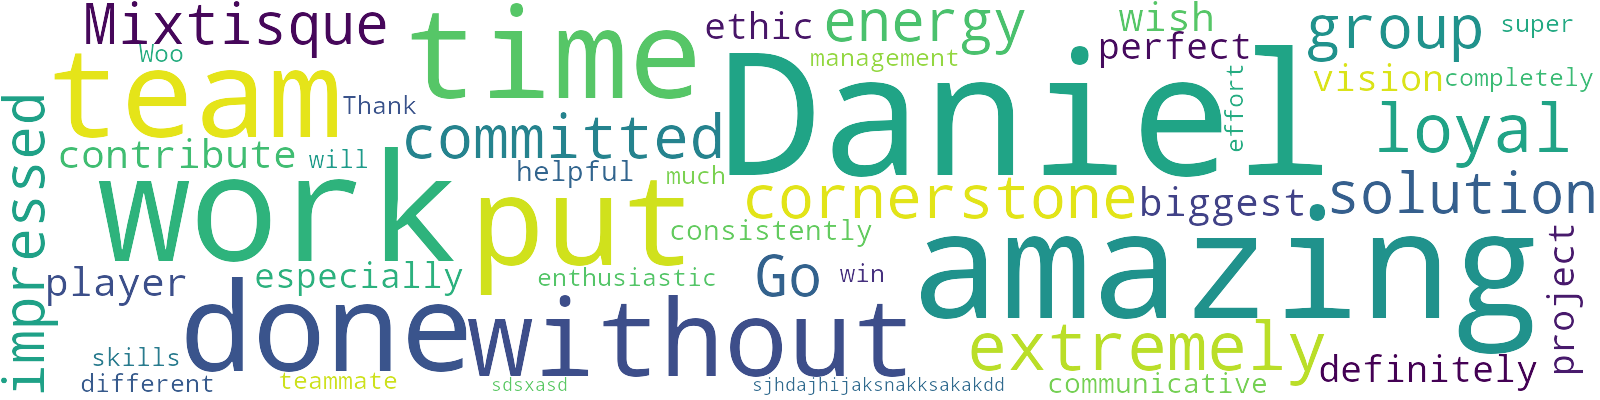 Mixtisque
time
ethic
energy
wish
group
super
Woo
team
Daniel
management
perfect
vision
completely
impressed
Thank
committed
effort
loyal
contribute
will
helpful
much
work
put
cornerstone
biggest
solution
consistently
amazing
player
especially
enthusiastic
Go
win
project
done
without
extremely
skills
definitely
different
teammate
sdsxasd
sjhdajhijaksnakksakakdd
communicative